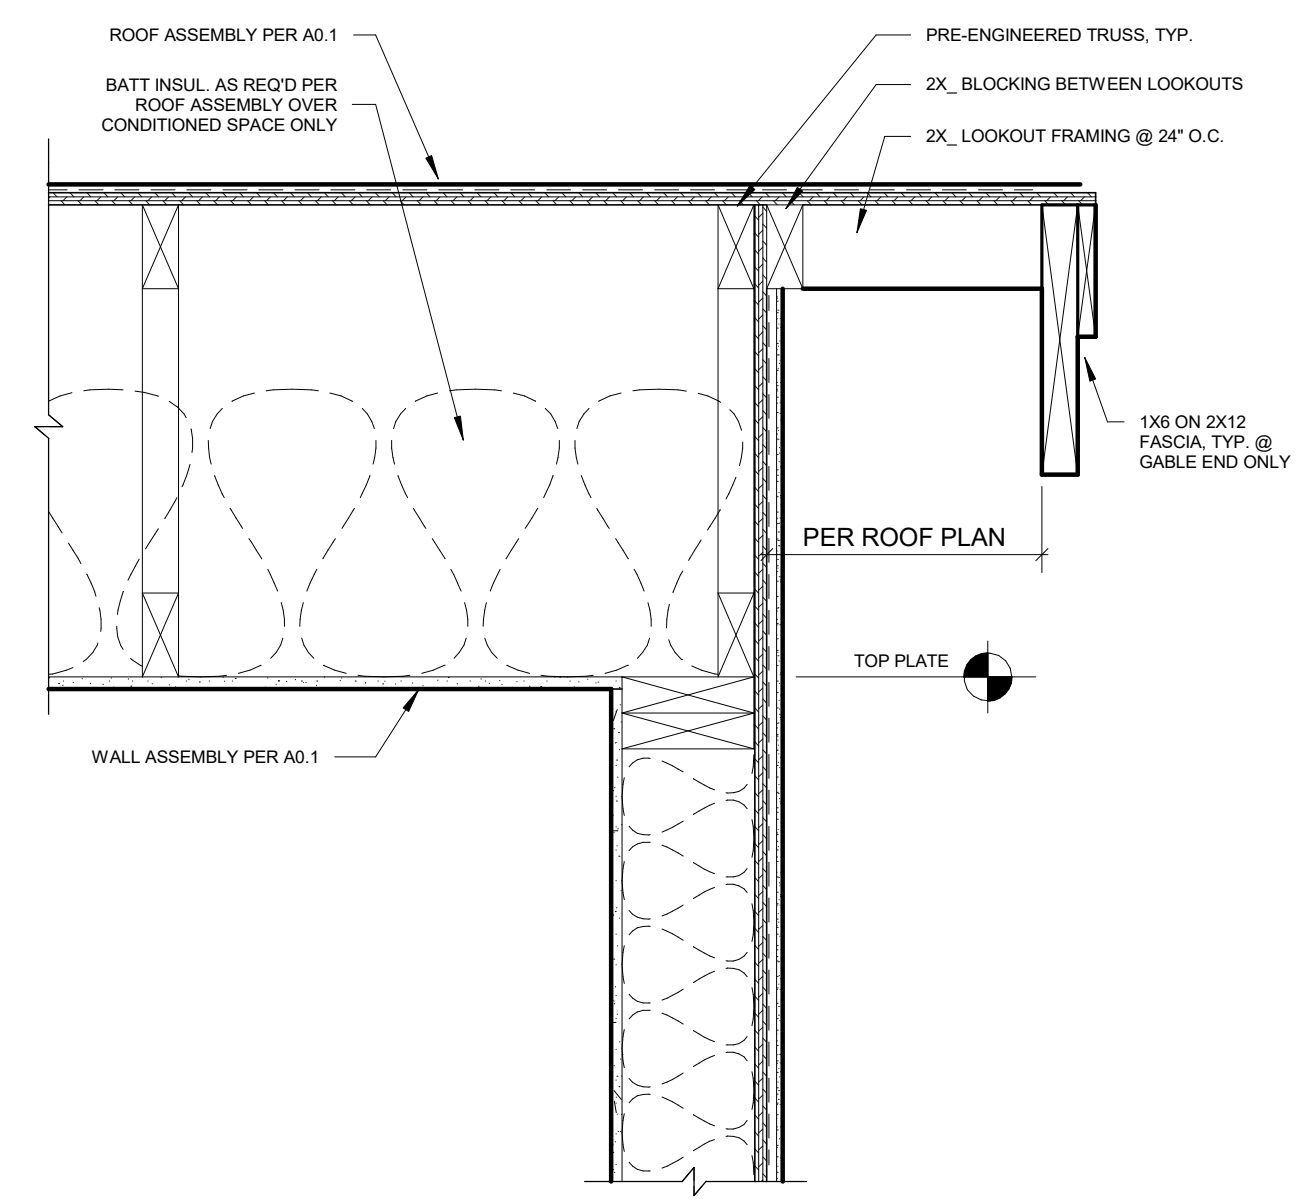 ROOF ASSEMBLY PER A0.1
BATT INSUL. AS REQ'D PER
ROOF ASSEMBLY OVER
CONDITIONED SPACE ONLY
PRE-ENGINEERED TRUSS, TYP.
2X_ BLOCKING BETWEEN LOOKOUTS
2X_ LOOKOUT FRAMING @ 24" O.C.
1X6 ON 2X12
FASCIA, TYP. @
GABLE END ONLY
PER ROOF PLAN
TOP PLATE
WALL ASSEMBLY PER A0.1